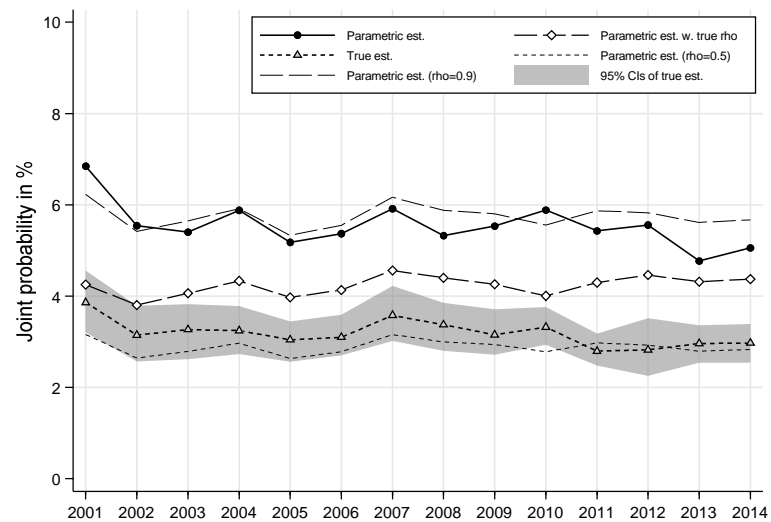 Joint probability in %
10
8
6
4
2
0
Parametric est.
True est.
Parametric est. (rho=0.9)
Parametric est. w. true rho
Parametric est. (rho=0.5)
95% CIs of true est.
2001 2002 2003 2004 2005 2006 2007 2008 2009 2010 2011 2012 2013 2014